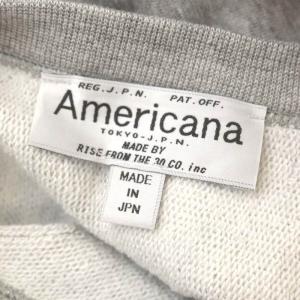 REG. J. P. N. PAT. OFF.
Americana
TOKYO-J.P.N.
MADE BY
RISE FROM THE 30 CO. inc
MADE
IN
JPN